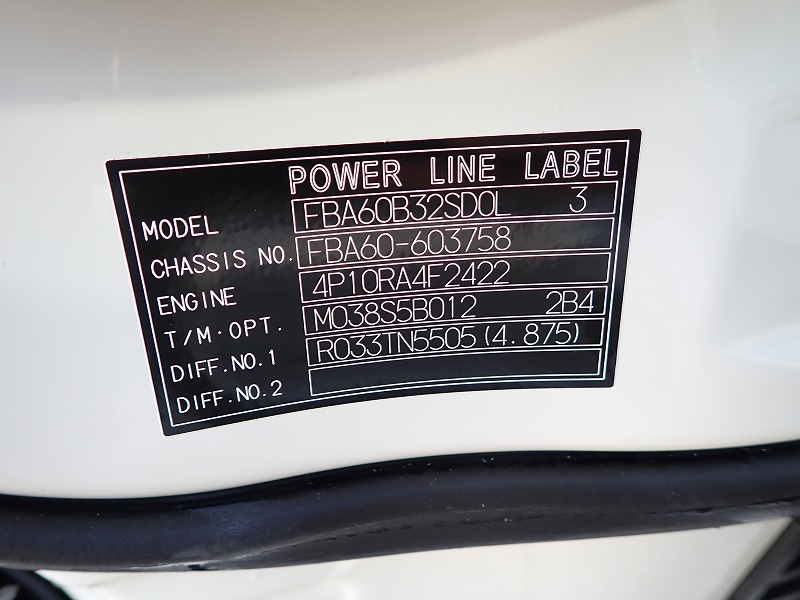 POWER LINE LABEL
MODEL FBA60B32SD0L 3
CHASSIS NO. FBA60-603758
ENGINE 4P10RA4F2422
T/M·OPT. M038S5B012 2B4
DIFF.NO.1 R033TN5505(4.875)
DIFF.NO.2